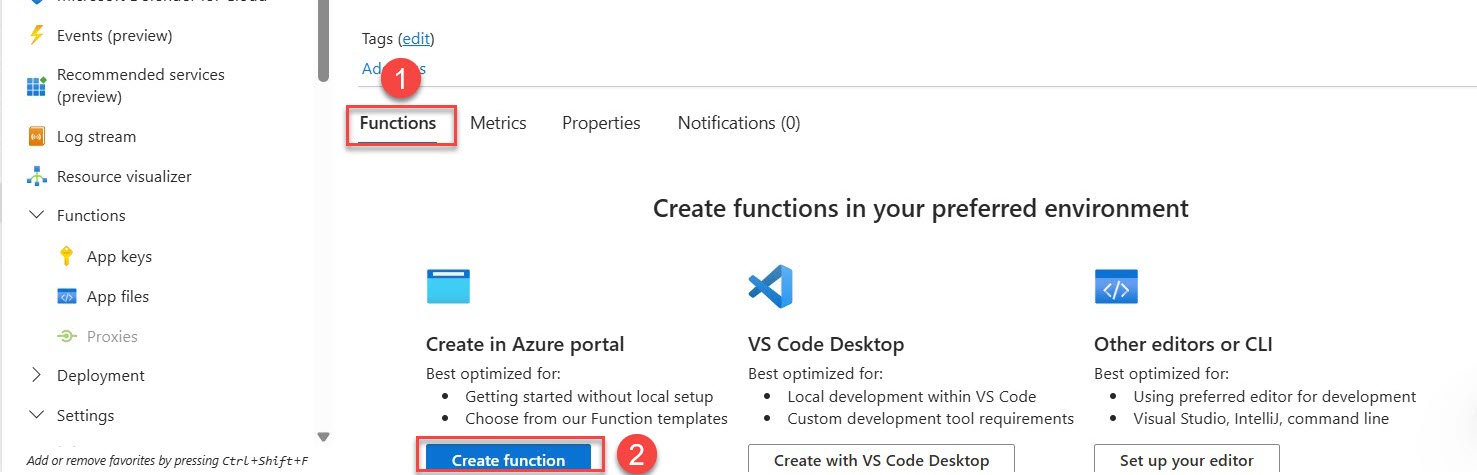 Microsoft Defender for Cloud
Events (preview)
Recommended services
(preview)
Log stream
Resource visualizer
Functions
App keys
App files
Proxies
Deployment
Settings
Add or remove favorites by pressing Ctrl+Shift+F
Tags (edit)
1
Functions
Metrics
Properties
Notifications (0)
Create functions in your preferred environment
Create in Azure portal
Best optimized for:
• Getting started without local setup
• Choose from our Function templates
Create function
2
VS Code Desktop
Best optimized for:
• Local development within VS Code
• Custom development tool requirements
Create with VS Code Desktop
Other editors or CLI
Best optimized for:
• Using preferred editor for development
• Visual Studio, IntelliJ, command line
Set up your editor